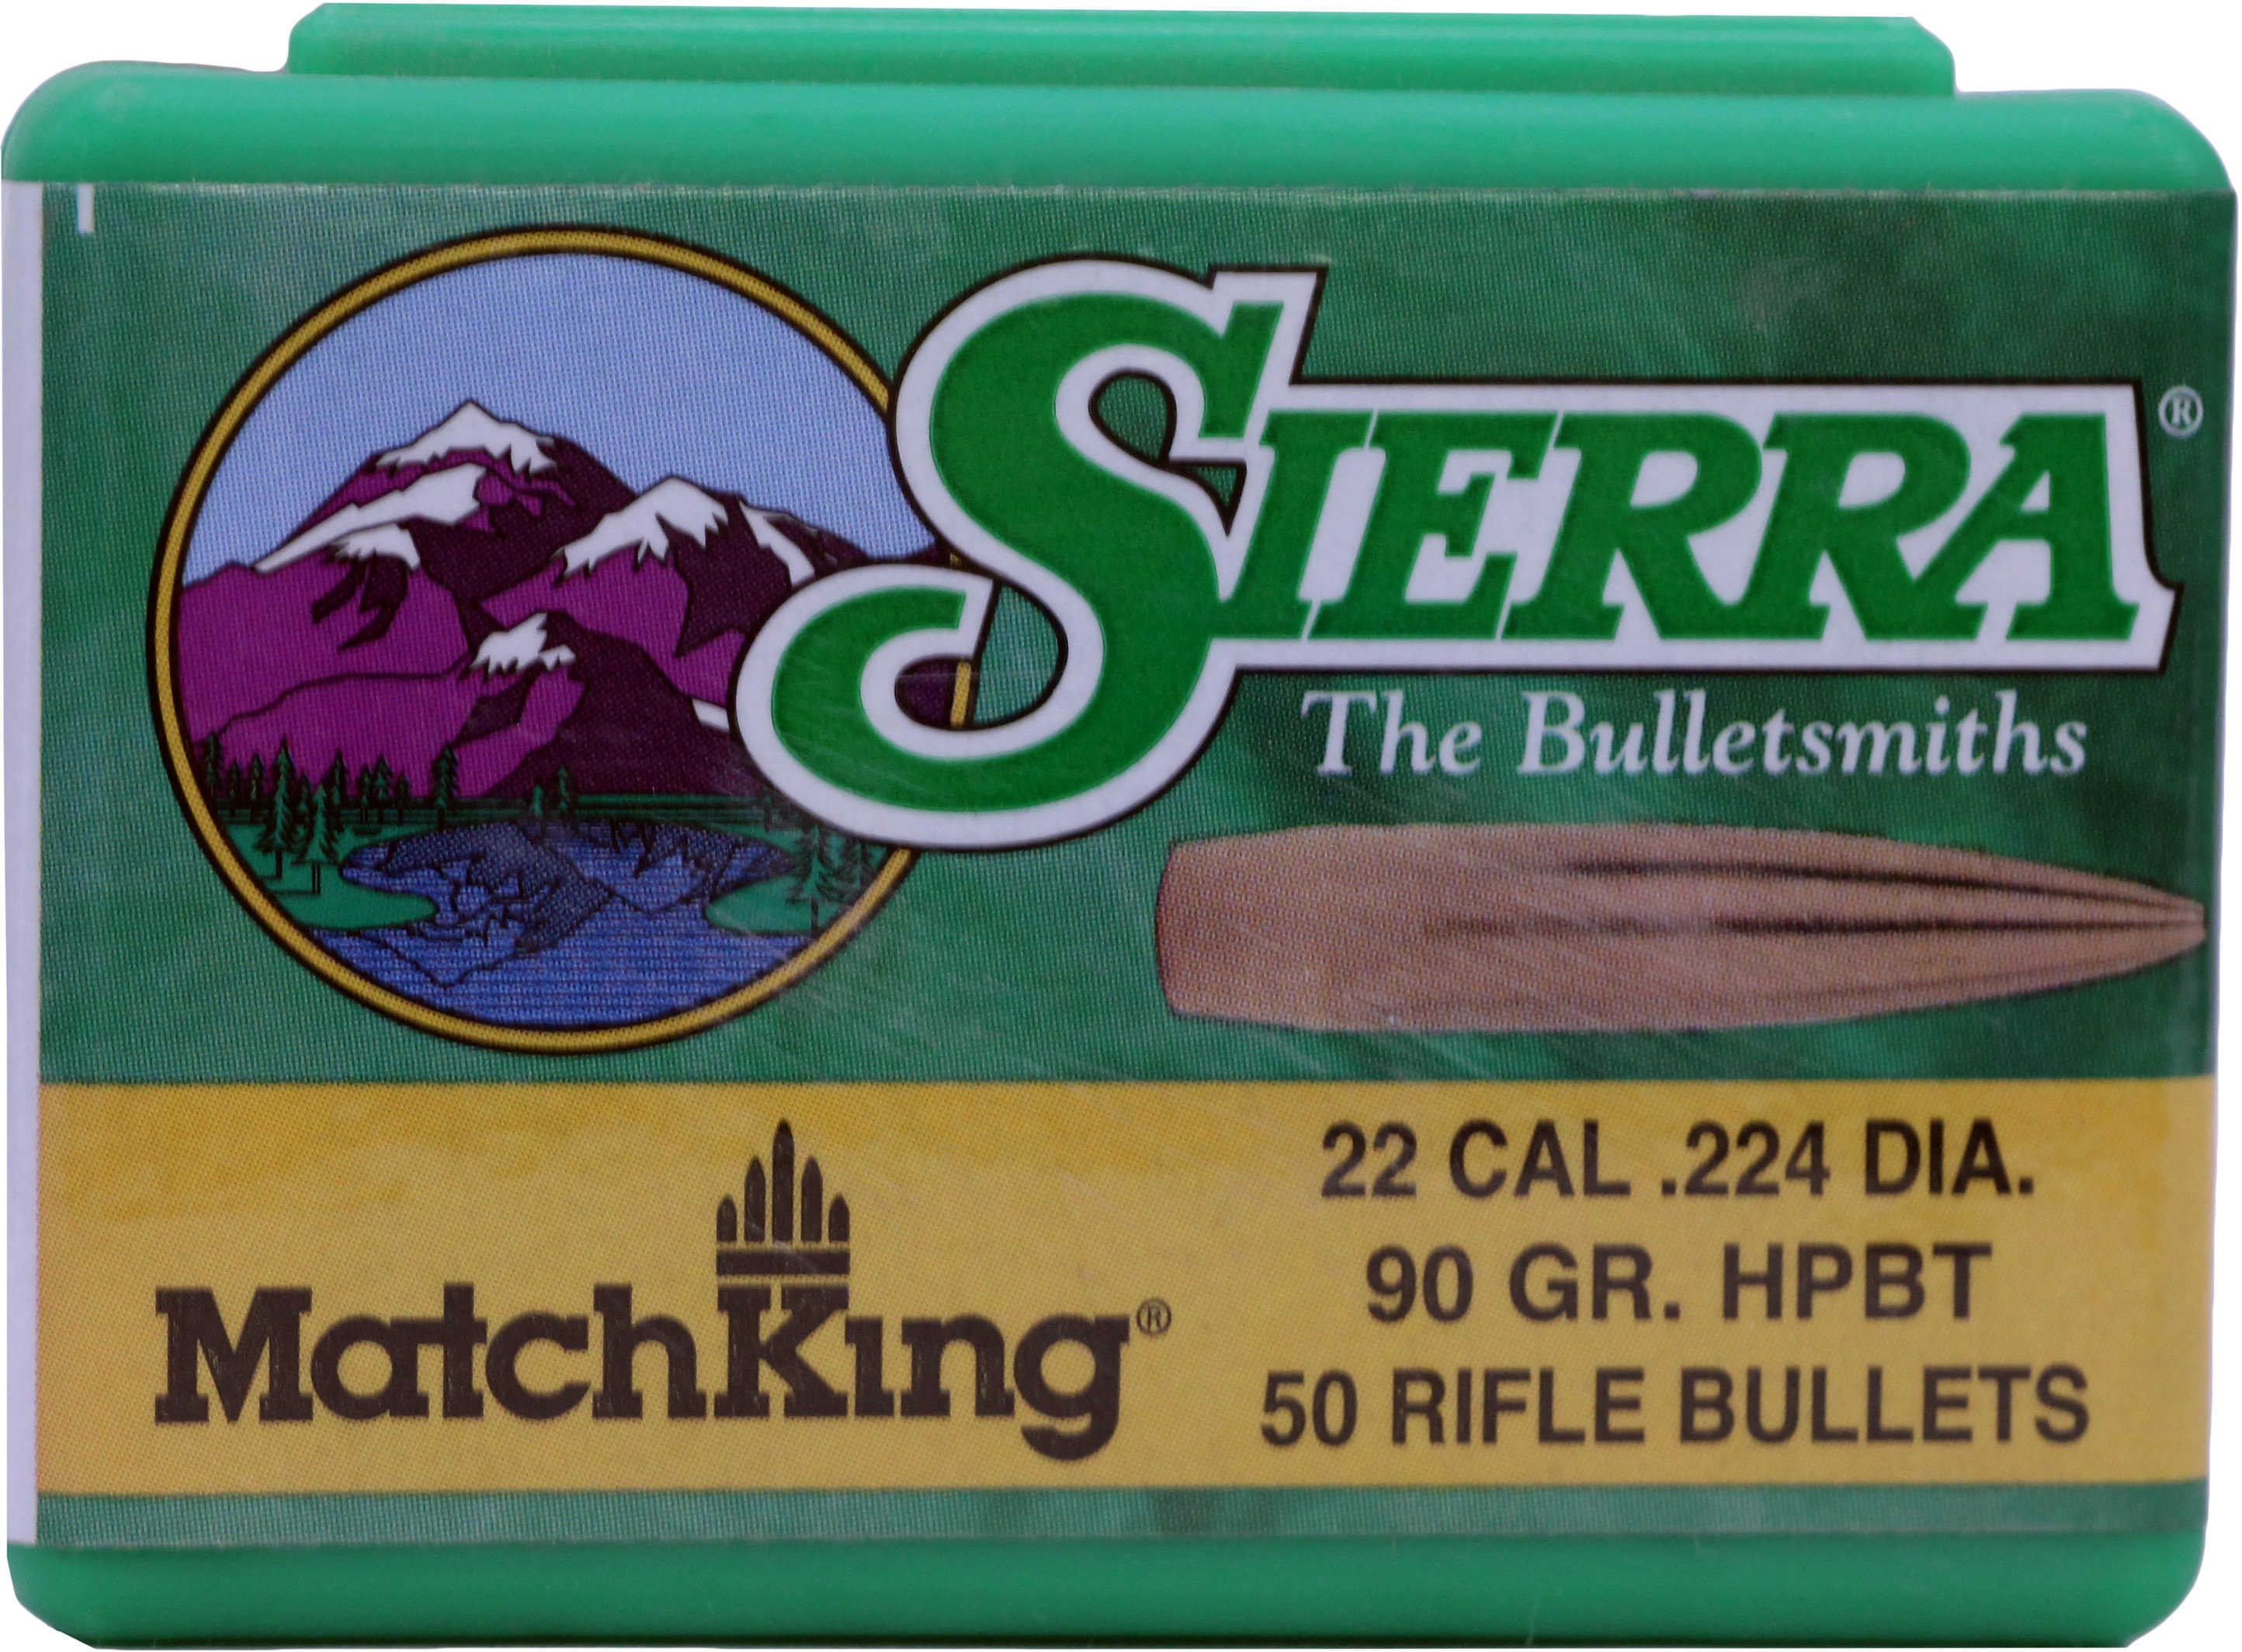 SIERRA®
The Bulletsmiths
MatchKing®
22 CAL .224 DIA.
90 GR. HPBT
50 RIFLE BULLETS